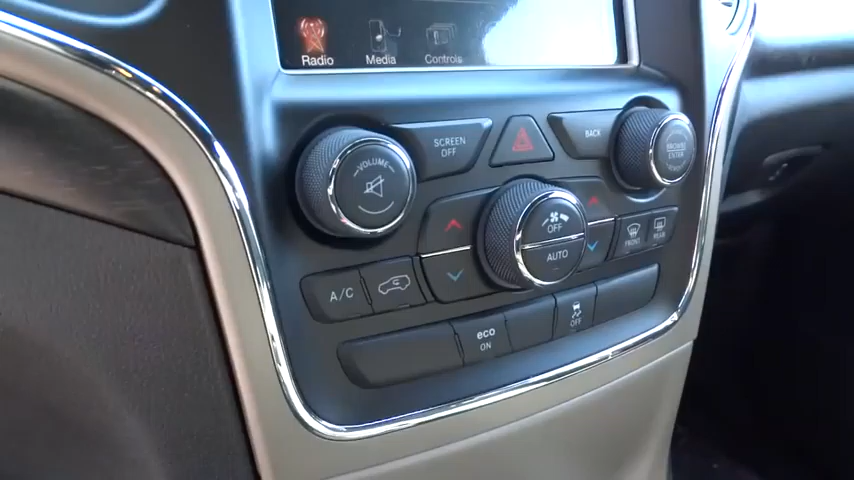 Radio
Media
Controls
VOLUME
SCREEN
OFF
BACK
BROWSE
ENTER
OFF
AUTO
FRONT
REAR
A/C
eco
ON
OFF